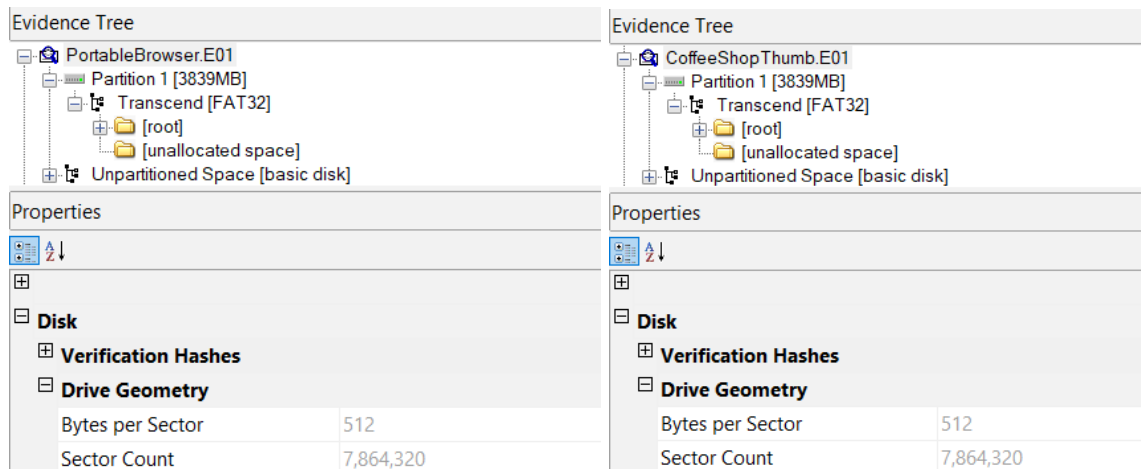 Evidence Tree
PortableBrowser.E01
Partition 1 [3839MB]
Transcend [FAT32]
[root]
[unallocated space]
Unpartitioned Space [basic disk]
Properties
A
Z
Disk
Verification Hashes
Drive Geometry
Bytes per Sector 512
Sector Count 7,864,320
Evidence Tree
CoffeeShopThumb.E01
Partition 1 [3839MB]
Transcend [FAT32]
[root]
[unallocated space]
Unpartitioned Space [basic disk]
Properties
A
Z
Disk
Verification Hashes
Drive Geometry
Bytes per Sector 512
Sector Count 7,864,320